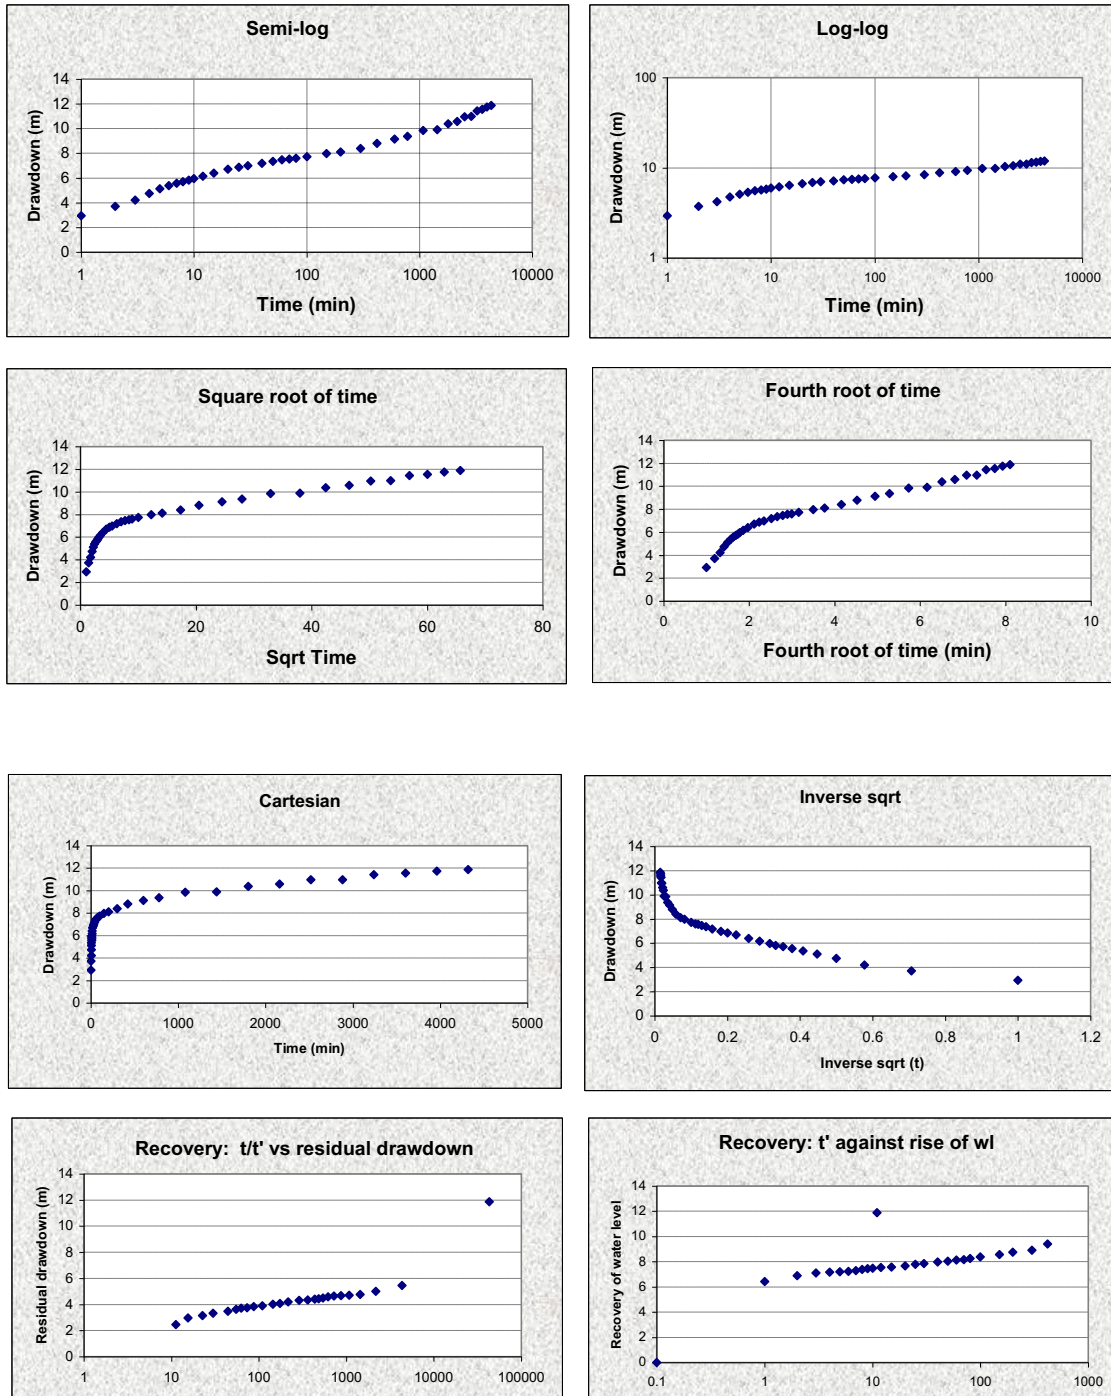 Semi-log
Drawdown (m)
14
12
10
8
6
4
2
0
1 10 100 1000 10000
Time (min)
Log-log
Drawdown (m)
100
10
1
1 10 100 1000 10000
Time (min)
Square root of time
Drawdown (m)
14
12
10
8
6
4
2
0
0 20 40 60 80
Sqrt Time
Fourth root of time
Drawdown (m)
14
12
10
8
6
4
2
0
0 2 4 6 8 10
Fourth root of time (min)
Cartesian
Drawdown (m)
14
12
10
8
6
4
2
0
0 1000 2000 3000 4000 5000
Time (min)
Inverse sqrt
Drawdown (m)
14
12
10
8
6
4
2
0
0 0.2 0.4 0.6 0.8 1 1.2
Inverse sqrt (t)
Recovery: t/t' vs residual drawdown
Residual drawdown (m)
14
12
10
8
6
4
2
0
1 10 100 1000 10000 100000
Recovery: t' against rise of wl
Recovery of water level
14
12
10
8
6
4
2
0
0.1 1 10 100 1000